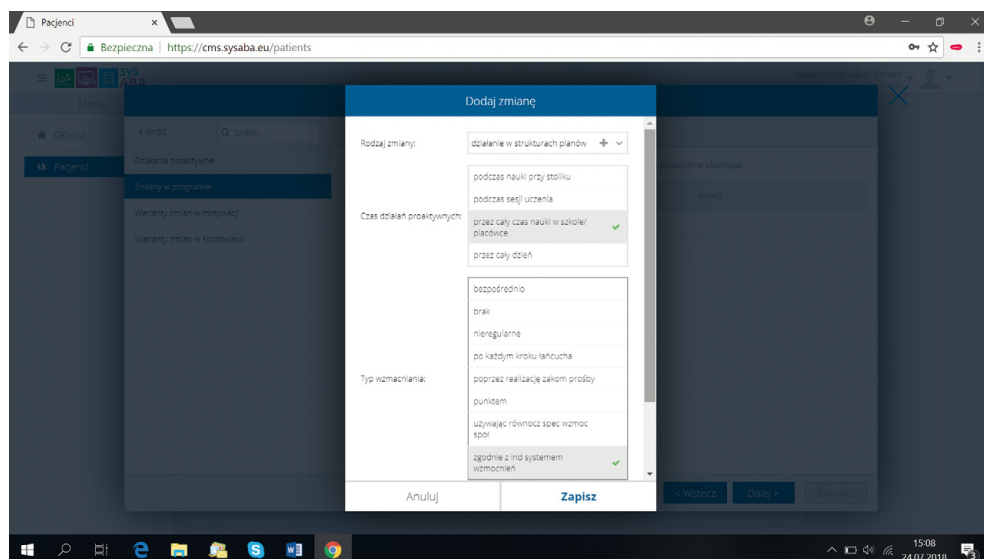 Pacjenci
Bezpieczna https://cms.sysaba.eu/patients
sys
ABA
Menu
Główna
Pacjenci
< Wróć
Szukaj...
Działania proaktywne
Zmiany w programie
Warianty zmian w motywacji
Warianty zmian w środowisku
Dodaj zmianę
Rodzaj zmiany:
działanie w strukturach planów
Czas działań proaktywnych:
podczas nauki przy stoliku
podczas sesji uczenia
przez cały czas nauki w szkole/
placówce
przez cały dzień
Typ wzmacniania:
bezpośrednio
brak
nieregularne
po każdym kroku łańcucha
poprzez realizację zakom prośby
punktem
używając równocz spec wzmoc
społ
zgodnie z ind systemem
wzmocnień
Anuluj
Zapisz
< Wstecz
Dalej >
15:08
24.07.2018